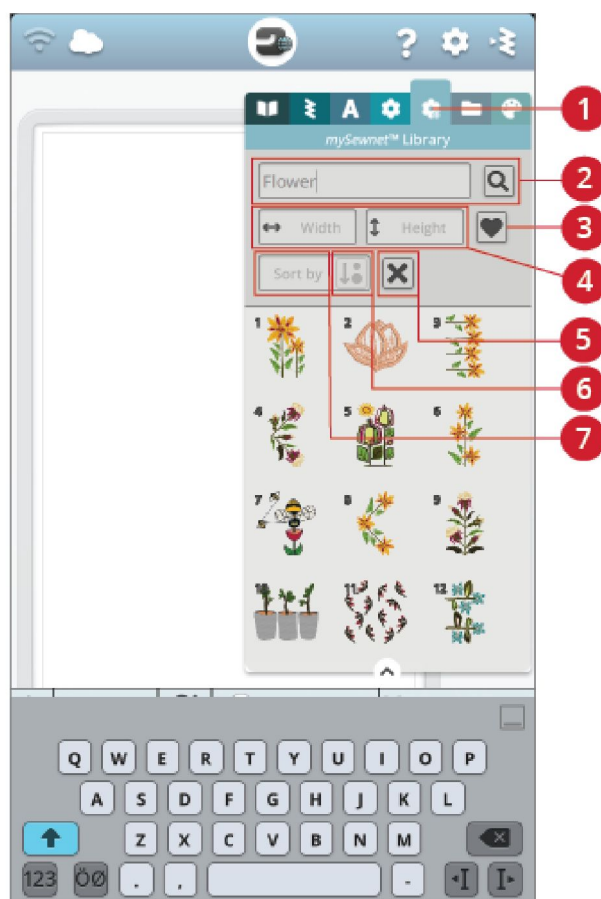 ?
A
1
mySewnet™ Library
Flower
2
Width Height
3
4
Sort by
5
1 2 3
6
4 5 6
7
7 8 9
10 11 12
Q W E R T Y U I O P
A S D F G H J K L
Z X C V B N M
123 ÖØ . , -